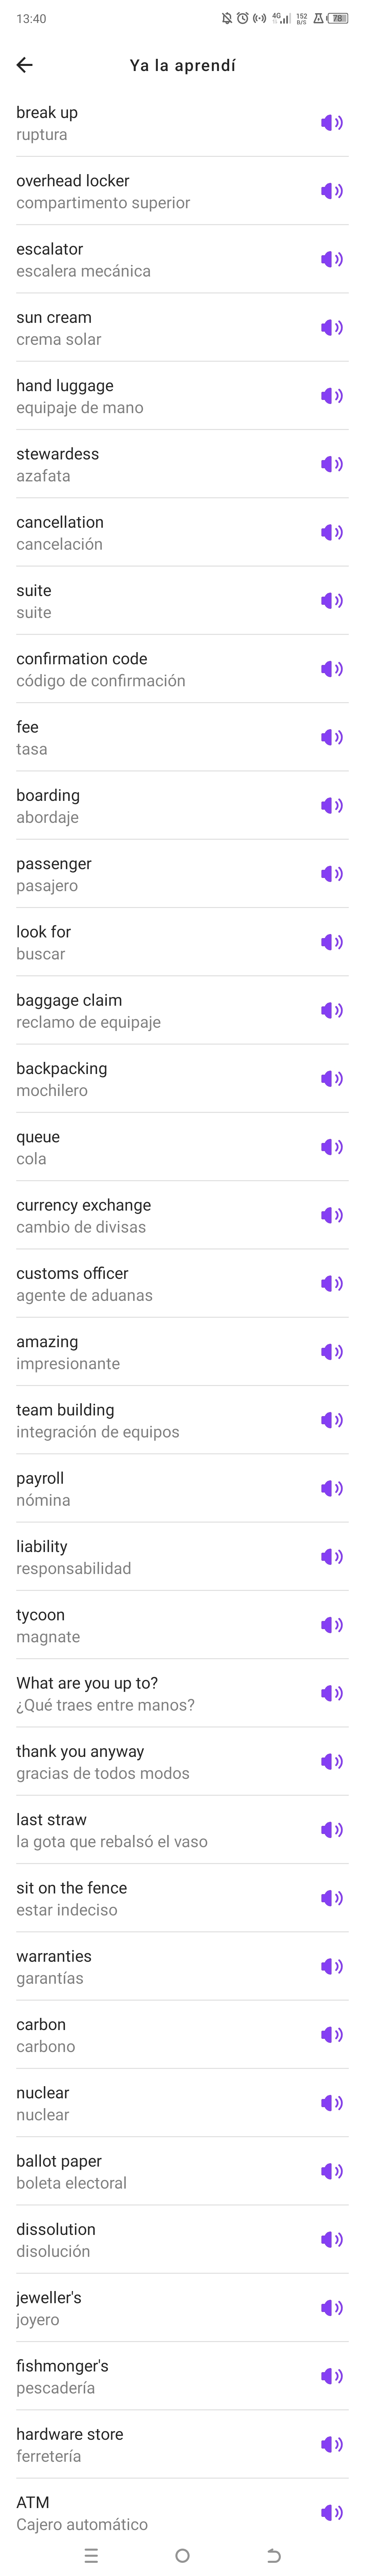 13:40
4G
152
B/S
78
Ya la aprendí
break up
ruptura
overhead locker
compartimento superior
escalator
escalera mecánica
sun cream
crema solar
hand luggage
equipaje de mano
stewardess
azafata
cancellation
cancelación
suite
suite
confirmation code
código de confirmación
fee
tasa
boarding
abordaje
passenger
pasajero
look for
buscar
baggage claim
reclamo de equipaje
backpacking
mochilero
queue
cola
currency exchange
cambio de divisas
customs officer
agente de aduanas
amazing
impresionante
team building
integración de equipos
payroll
nómina
liability
responsabilidad
tycoon
magnate
What are you up to?
¿Qué traes entre manos?
thank you anyway
gracias de todos modos
last straw
la gota que rebalsó el vaso
sit on the fence
estar indeciso
warranties
garantías
carbon
carbono
nuclear
nuclear
ballot paper
boleta electoral
dissolution
disolución
jeweller's
joyero
fishmonger's
pescadería
hardware store
ferretería
ATM
Cajero automático